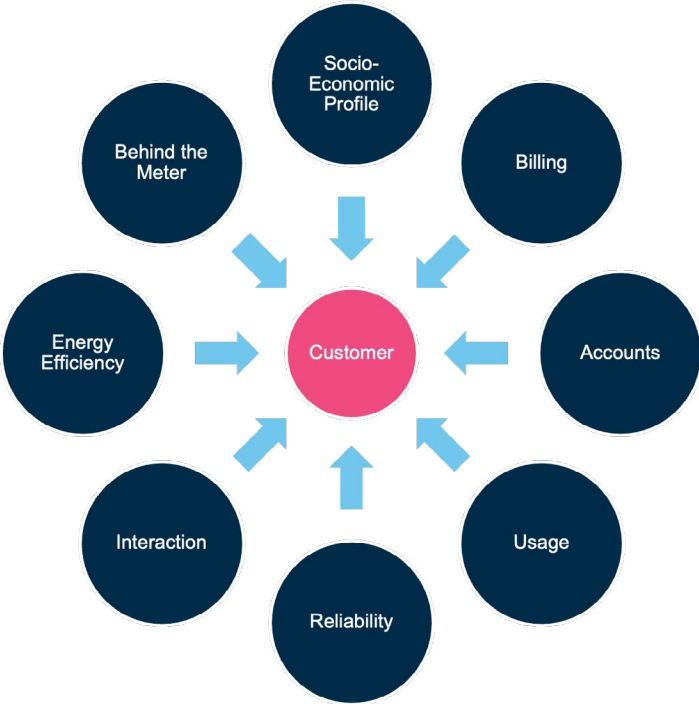 Socio-
Economic
Profile
Behind the
Meter
Billing
Energy
Efficiency
Customer
Accounts
Interaction
Usage
Reliability